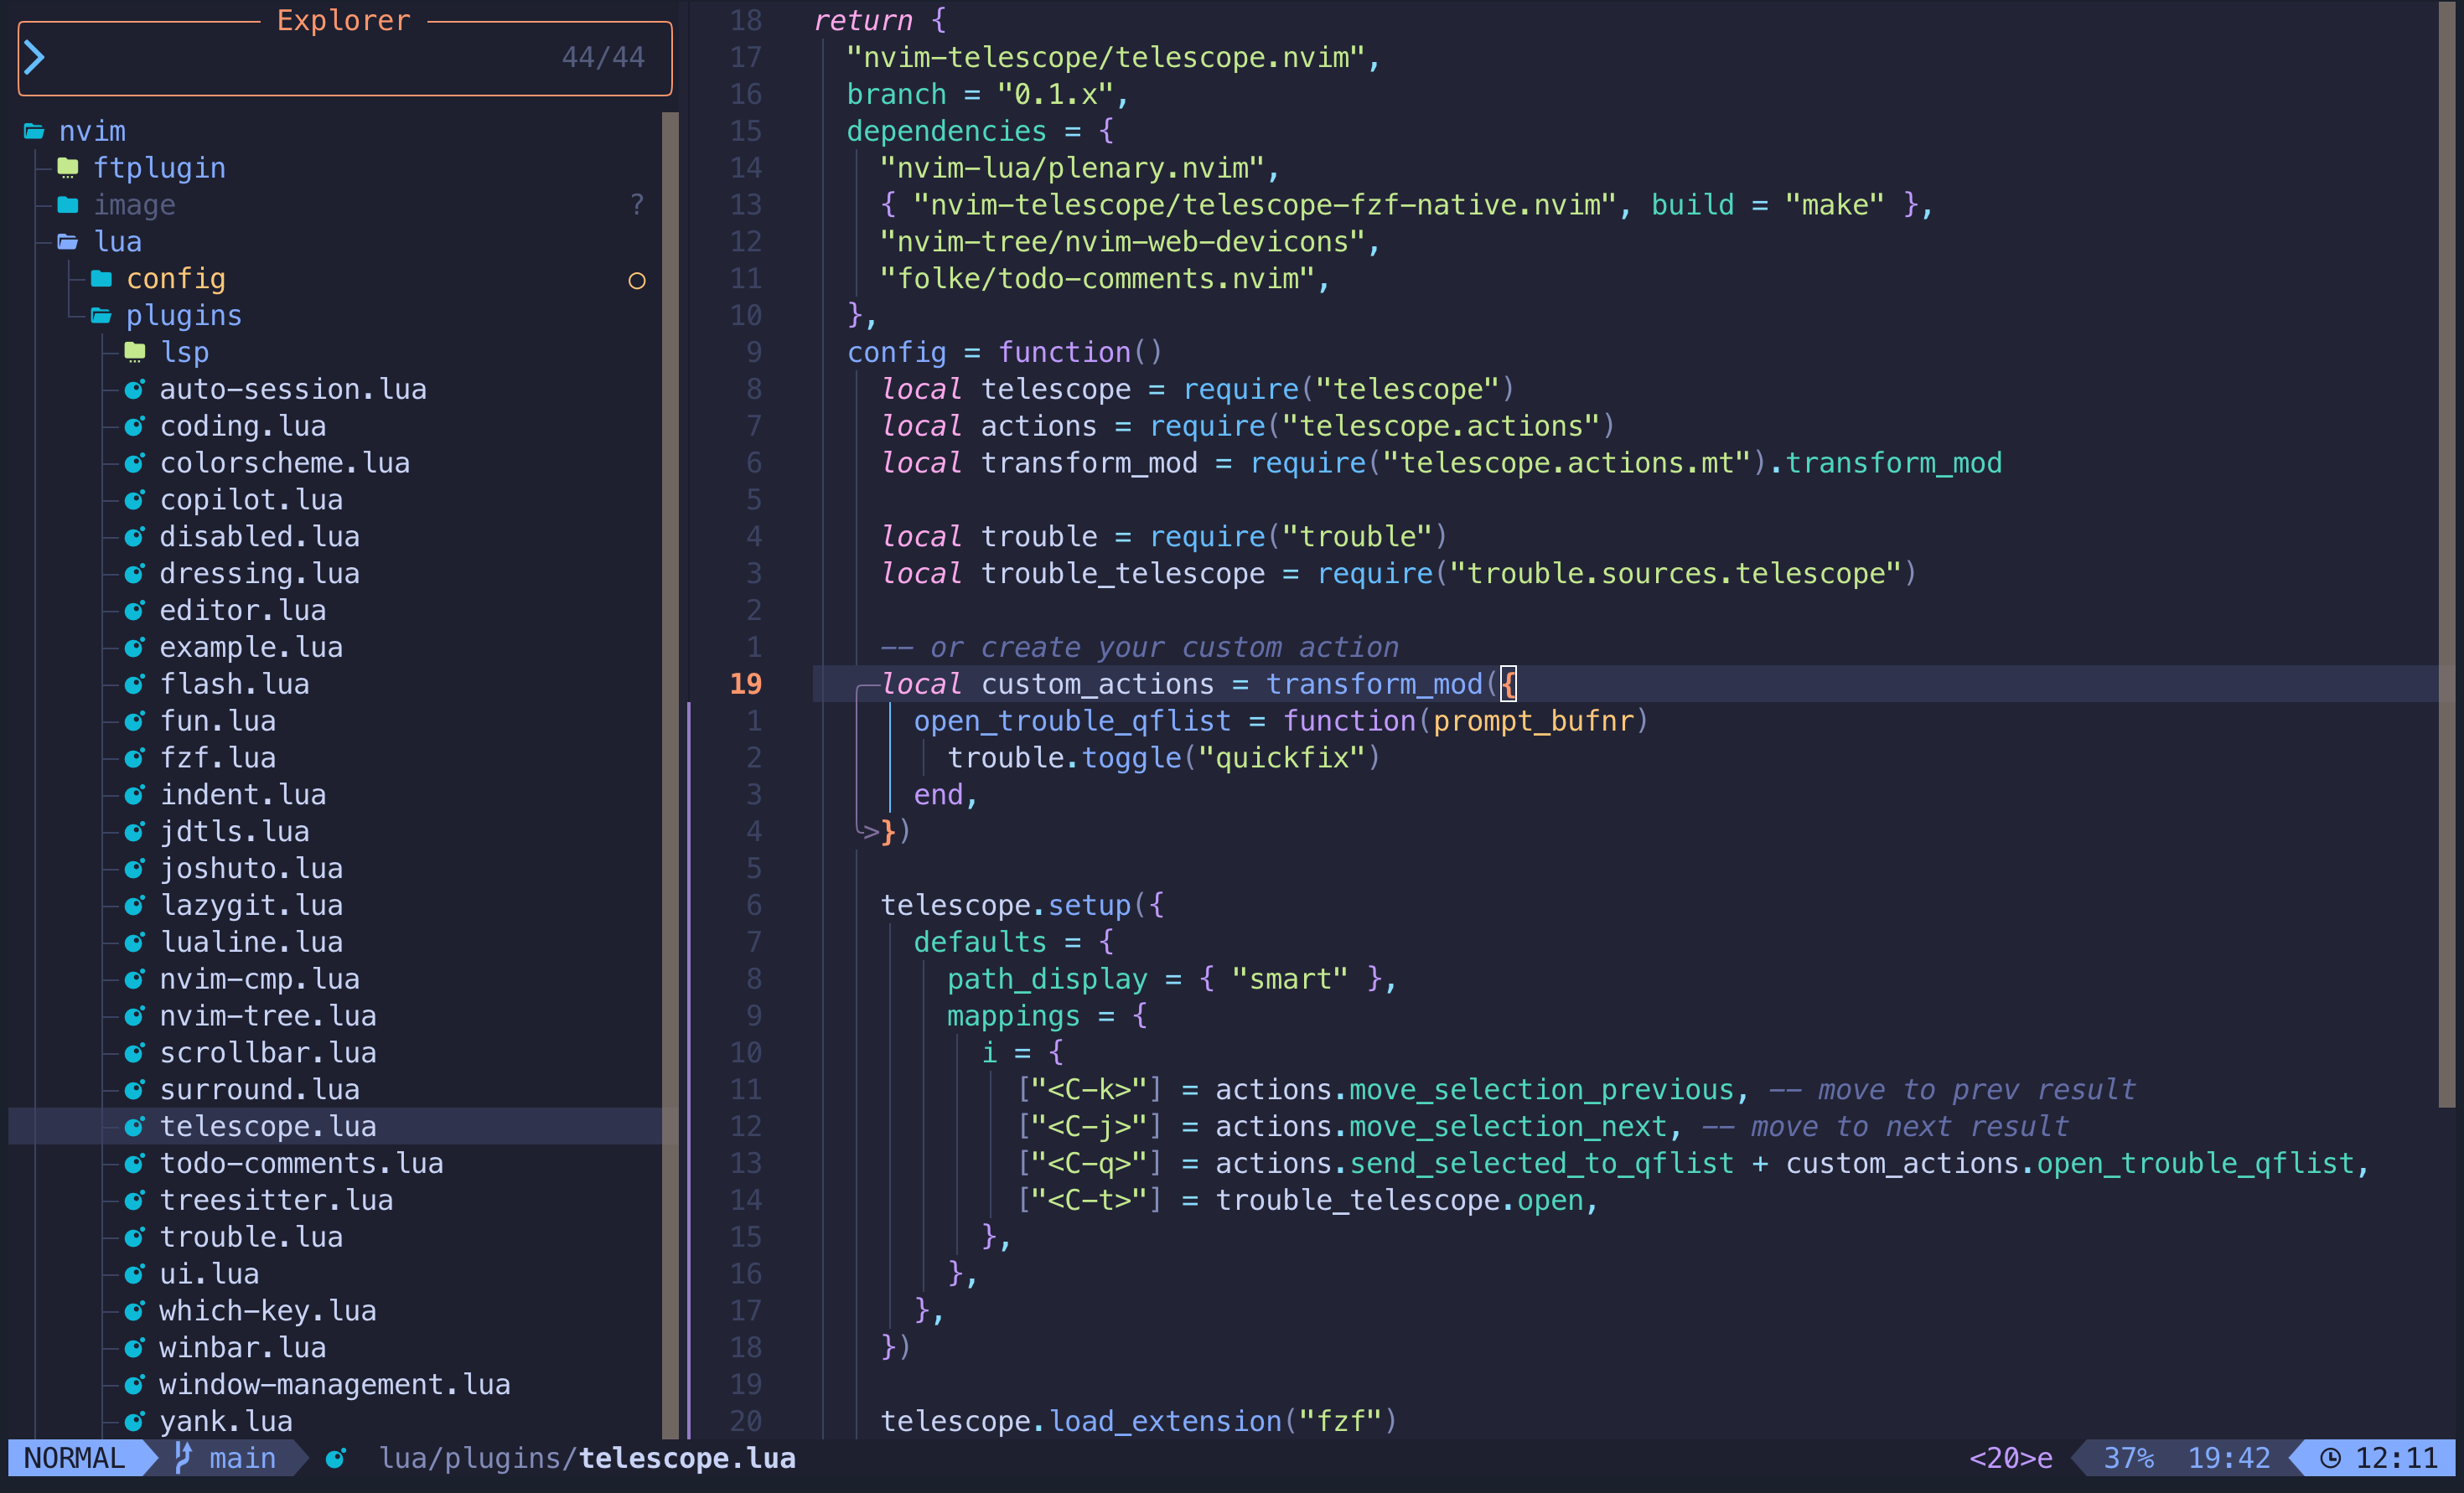 Explorer
44/44
nvim
ftplugin
image ?
lua
config
plugins
lsp
auto-session.lua
coding.lua
colorscheme.lua
copilot.lua
disabled.lua
dressing.lua
editor.lua
example.lua
flash.lua
fun.lua
fzf.lua
indent.lua
jdtls.lua
joshuto.lua
lazygit.lua
lualine.lua
nvim-cmp.lua
nvim-tree.lua
scrollbar.lua
surround.lua
telescope.lua
todo-comments.lua
treesitter.lua
trouble.lua
ui.lua
which-key.lua
winbar.lua
window-management.lua
yank.lua
18 return {
17 "nvim-telescope/telescope.nvim",
16 branch = "0.1.x",
15 dependencies = {
14 "nvim-lua/plenary.nvim",
13 { "nvim-telescope/telescope-fzf-native.nvim", build = "make" },
12 "nvim-tree/nvim-web-devicons",
11 "folke/todo-comments.nvim",
10 },
9 config = function()
8 local telescope = require("telescope")
7 local actions = require("telescope.actions")
6 local transform_mod = require("telescope.actions.mt").transform_mod
5
4 local trouble = require("trouble")
3 local trouble_telescope = require("trouble.sources.telescope")
2
1 -- or create your custom action
19 local custom_actions = transform_mod({
1 open_trouble_qflist = function(prompt_bufnr)
2 trouble.toggle("quickfix")
3 end,
4 >})
5
6 telescope.setup({
7 defaults = {
8 path_display = { "smart" },
9 mappings = {
10 i = {
11 ["<C-k>"] = actions.move_selection_previous, -- move to prev result
12 ["<C-j>"] = actions.move_selection_next, -- move to next result
13 ["<C-q>"] = actions.send_selected_to_qflist + custom_actions.open_trouble_qflist,
14 ["<C-t>"] = trouble_telescope.open,
15 },
16 },
17 },
18 })
19
20 telescope.load_extension("fzf")
NORMAL main lua/plugins/telescope.lua <20>e 37% 19:42 12:11